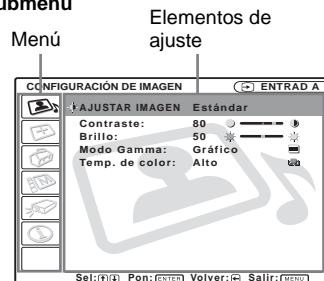 ubmenú
Elementos de
ajuste
Menú
CONFIGURACIÓN DE IMAGEN ENTRAD A
AJUSTAR IMAGEN Estándar
Contraste: 80
Brillo: 50
Modo Gamma: Gráfico
Temp. de color: Alto
Sel: Pon: ENTER Volver: Salir: MENU